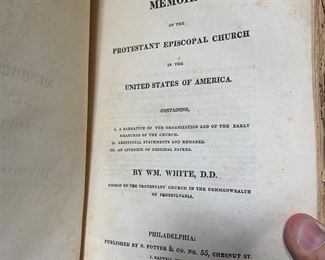 MEMOIR
OF THE
PROTESTANT EPISCOPAL CHURCH
IN THE
UNITED STATES OF AMERICA.
CONTAINING,
I. A NARRATIVE OF THE ORGANIZATION AND OF THE EARLY
MEASURES OF THE CHURCH.
II. ADDITIONAL STATEMENTS AND REMARKS.
III. AN APPENDIX OF ORIGINAL PAPERS.
BY WM. WHITE, D.D.
BISHOP OF THE PROTESTANT CHURCH IN THE COMMONWEALTH
OF PENNSYLVANIA.
PHILADELPHIA:
PUBLISHED BY S. POTTER & CO. NO. 55, CHESNUT ST.